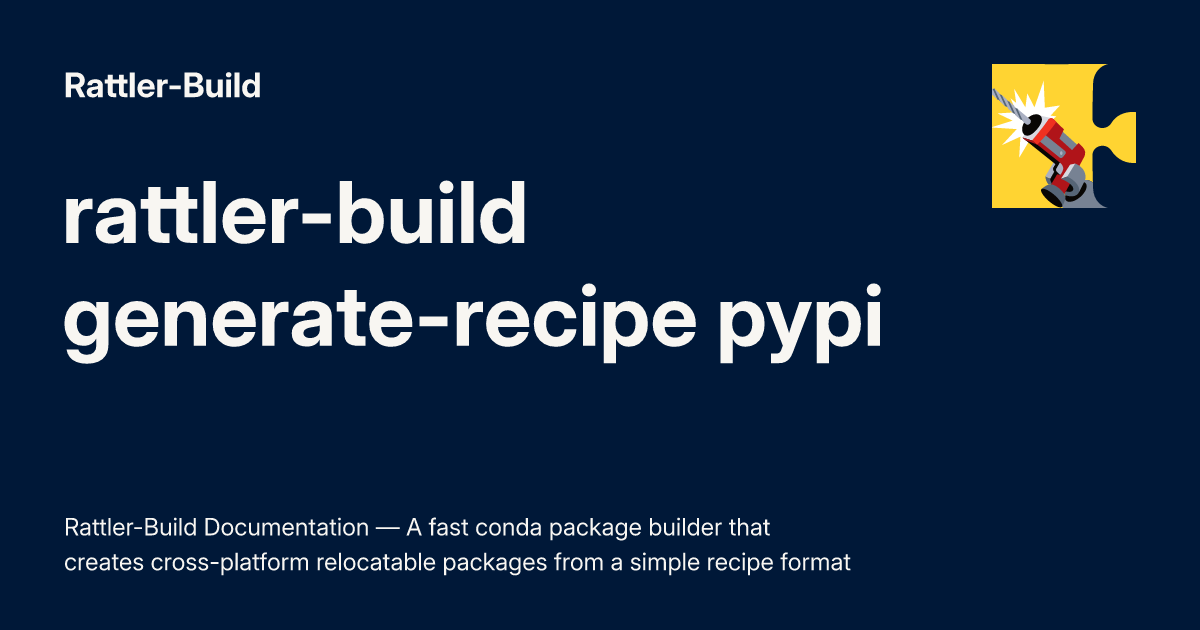 Rattler-Build
rattler-build
generate-recipe pypi
Rattler-Build Documentation — A fast conda package builder that
creates cross-platform relocatable packages from a simple recipe format